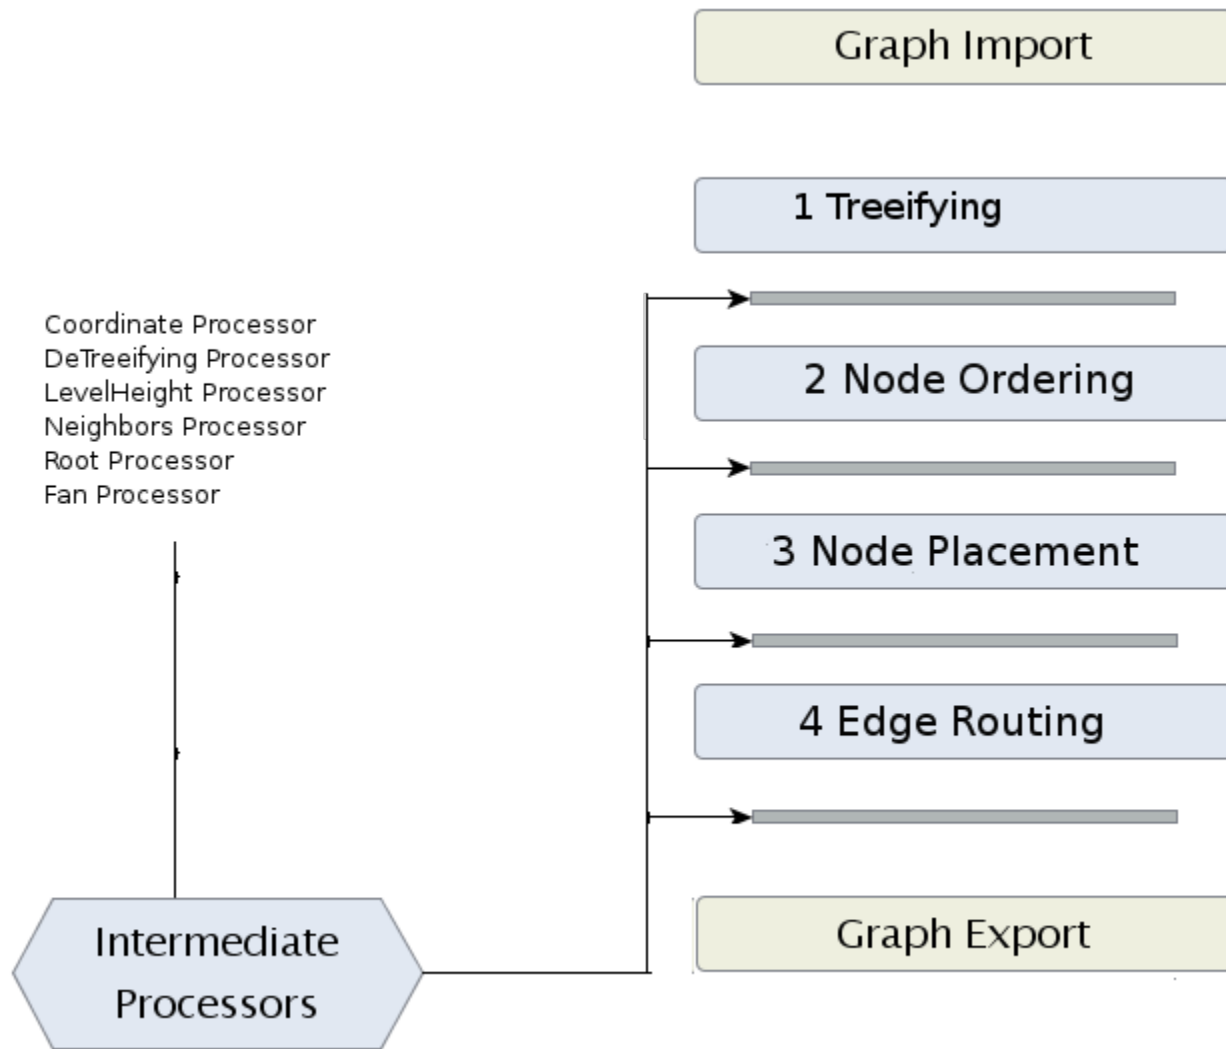 Graph Import
1 Treeifying
Coordinate Processor
DeTreeifying Processor
LevelHeight Processor
Neighbors Processor
Root Processor
Fan Processor
2 Node Ordering
3 Node Placement
4 Edge Routing
Intermediate
Processors
Graph Export